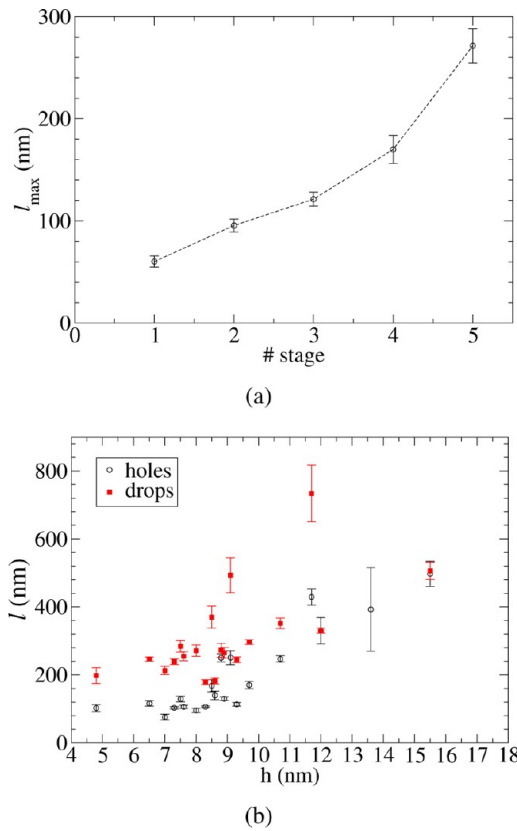 300
200
100
0
l_max (nm)
0 1 2 3 4 5
# stage
(a)
800
600
400
200
0
l (nm)
holes
drops
4 5 6 7 8 9 10 11 12 13 14 15 16 17 18
h (nm)
(b)